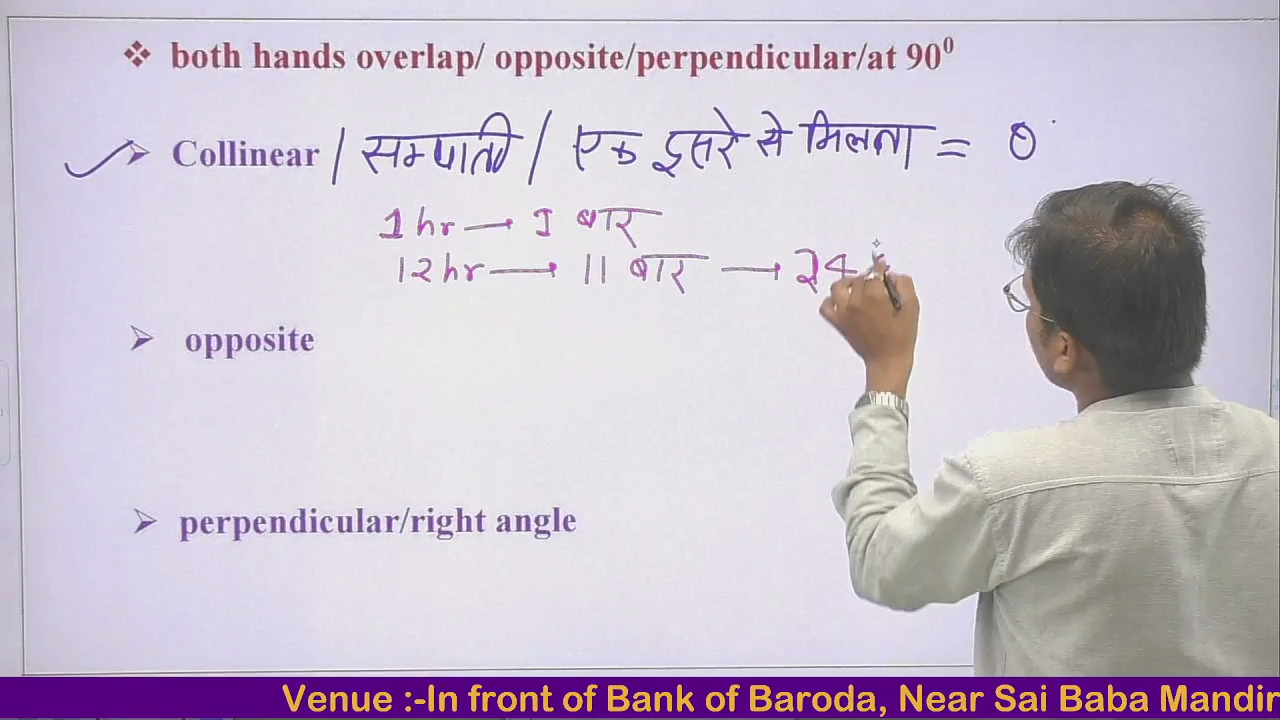 ❖ both hands overlap/ opposite/perpendicular/at 90⁰
➢ Collinear / सम्पाती / एक दूसरे से मिलना = 0°
1 hr → 1 बार
12 hr → 11 बार → 24
➢ opposite
➢ perpendicular/right angle
Venue :-In front of Bank of Baroda, Near Sai Baba Mandir